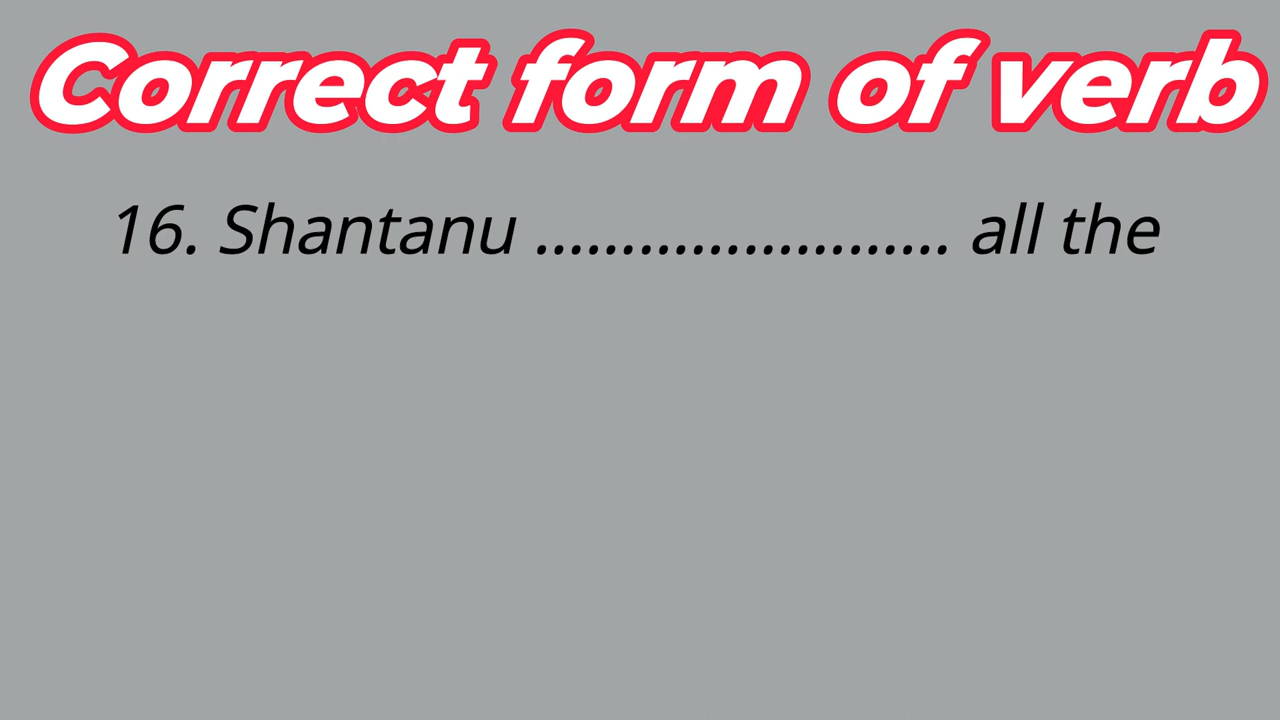 Correct form of verb
16. Shantanu ........................ all the